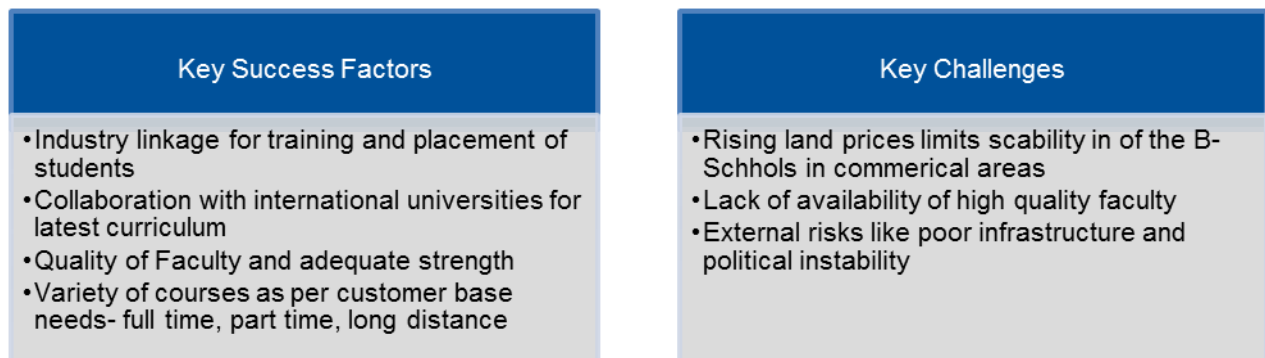 Key Success Factors
•Industry linkage for training and placement of
students
•Collaboration with international universities for
latest curriculum
•Quality of Faculty and adequate strength
•Variety of courses as per customer base
needs- full time, part time, long distance
Key Challenges
•Rising land prices limits scability in of the B-
Schhols in commerical areas
•Lack of availability of high quality faculty
•External risks like poor infrastructure and
political instability